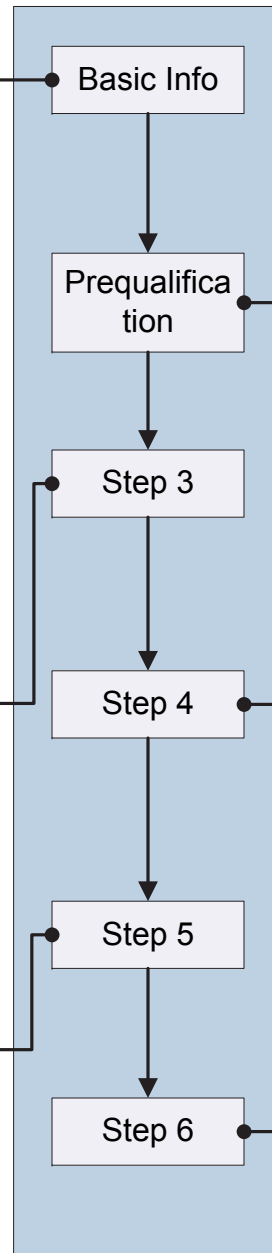 Basic Info
Prequalifica
tion
Step 3
Step 4
Step 5
Step 6